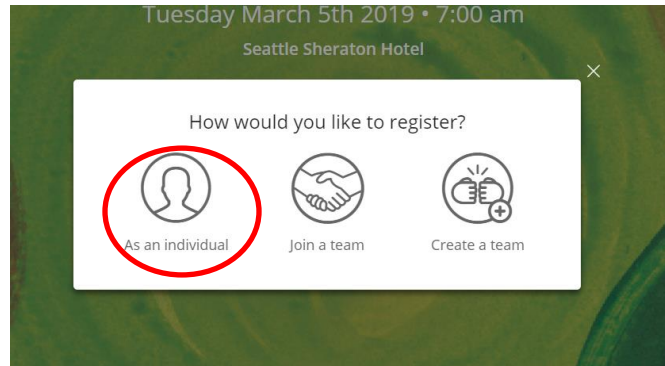 Tuesday March 5th 2019 • 7:00 am
Seattle Sheraton Hotel
How would you like to register?
As an individual Join a team Create a team